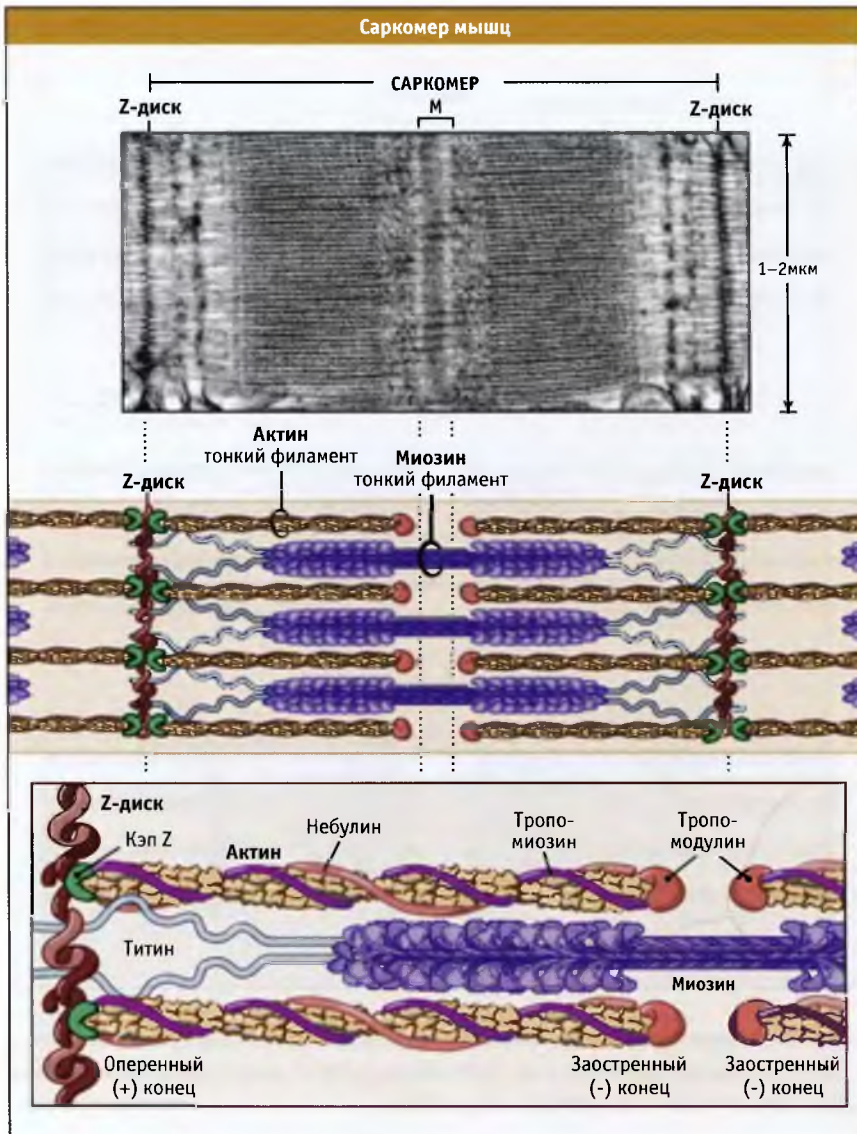 Саркомер мышц
САРКОМЕР
Z-диск
М
Z-диск
1–2мкм
Актин
тонкий филамент
Миозин
тонкий филамент
Z-диск
Z-диск
Z-диск
Кэп Z
Актин
Небулин
Тропо-
миозин
Тропо-
модулин
Титин
Миозин
Оперенный
(+) конец
Заостренный
(-) конец
Заостренный
(-) конец